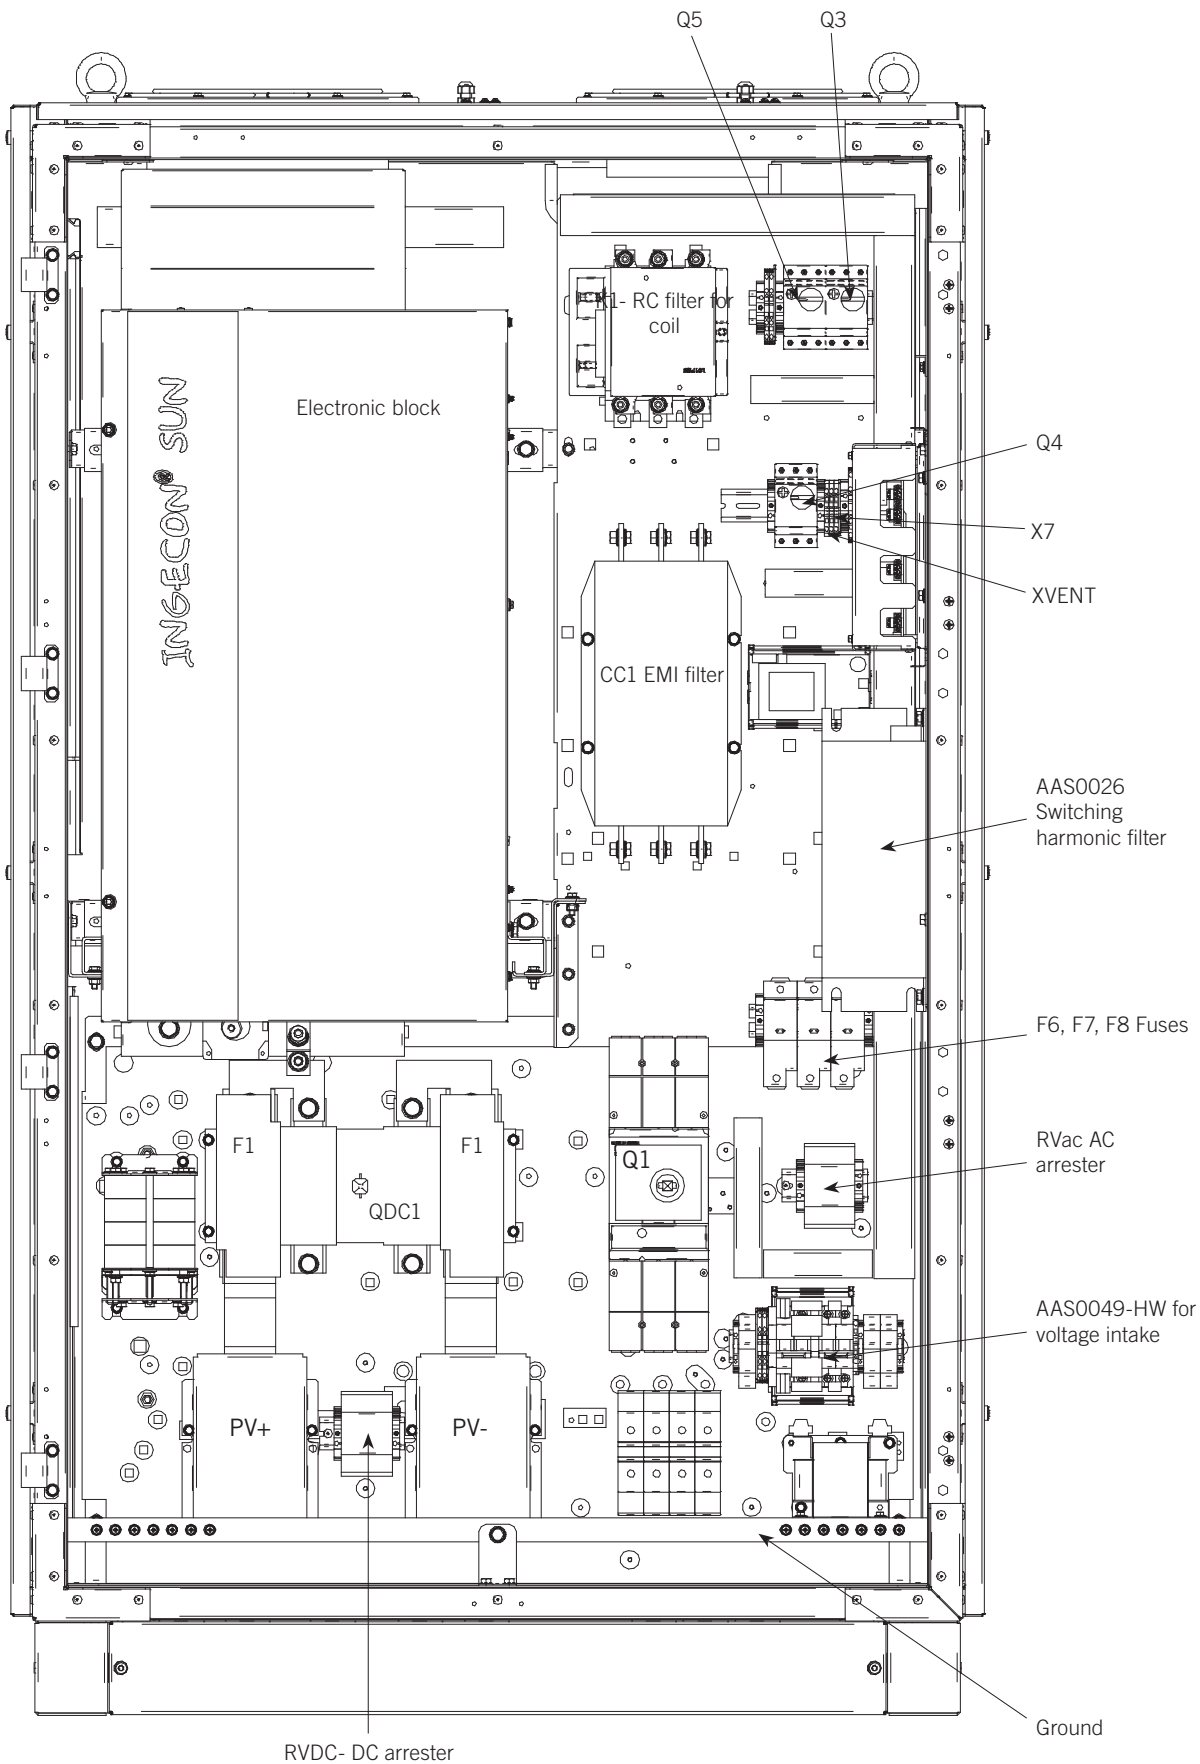 Q5
Q3
K1- RC filter for
coil
Electronic block
INGECON® SUN
Q4
X7
XVENT
CC1 EMI filter
AAS0026
Switching
harmonic filter
F6, F7, F8 Fuses
F1
F1
Q1
QDC1
RVac AC
arrester
AAS0049-HW for
voltage intake
PV+
PV-
Ground
RVDC- DC arrester